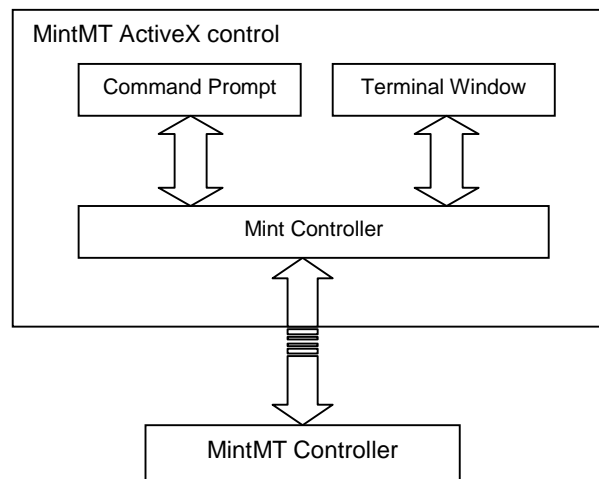 MintMT ActiveX control
Command Prompt
Terminal Window
Mint Controller
MintMT Controller